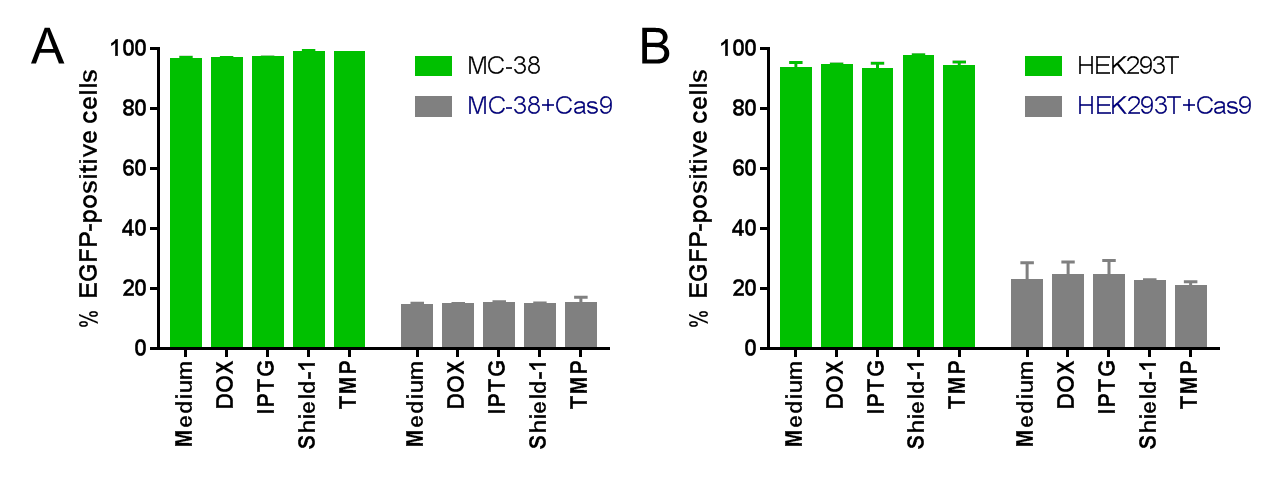 A
% EGFP-positive cells
100
80
60
40
20
0
MC-38
MC-38+Cas9
Medium
DOX
IPTG
Shield-1
TMP
Medium
DOX
IPTG
Shield-1
TMP
B
% EGFP-positive cells
100
80
60
40
20
0
HEK293T
HEK293T+Cas9
Medium
DOX
IPTG
Shield-1
TMP
Medium
DOX
IPTG
Shield-1
TMP